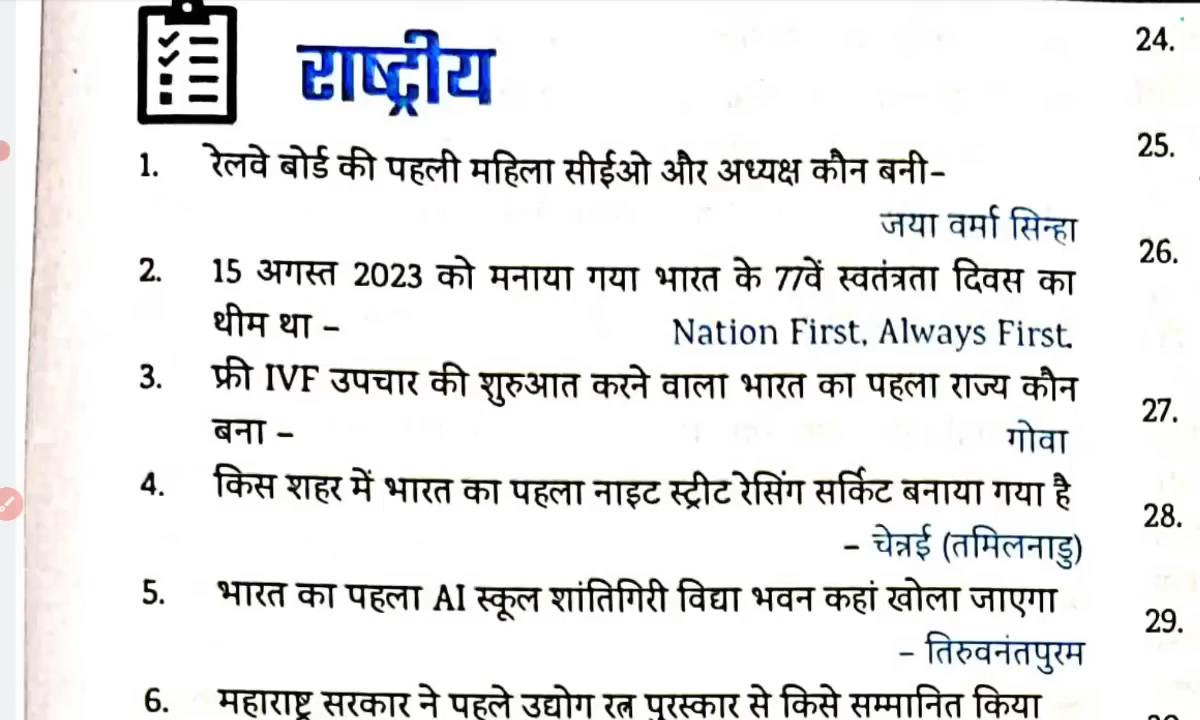 राष्ट्रीय
1. रेलवे बोर्ड की पहली महिला सीईओ और अध्यक्ष कौन बनी-
जया वर्मा सिन्हा
2. 15 अगस्त 2023 को मनाया गया भारत के 77वें स्वतंत्रता दिवस का
थीम था – Nation First, Always First.
3. फ्री IVF उपचार की शुरुआत करने वाला भारत का पहला राज्य कौन
बना – गोवा
4. किस शहर में भारत का पहला नाइट स्ट्रीट रेसिंग सर्किट बनाया गया है
– चेन्नई (तमिलनाडु)
5. भारत का पहला AI स्कूल शांतिगिरी विद्या भवन कहां खोला जाएगा
– तिरुवनंतपुरम
6. महाराष्ट्र सरकार ने पहले उद्योग रत्न पुरस्कार से किसे सम्मानित किया
24.
25.
26.
27.
28.
29.